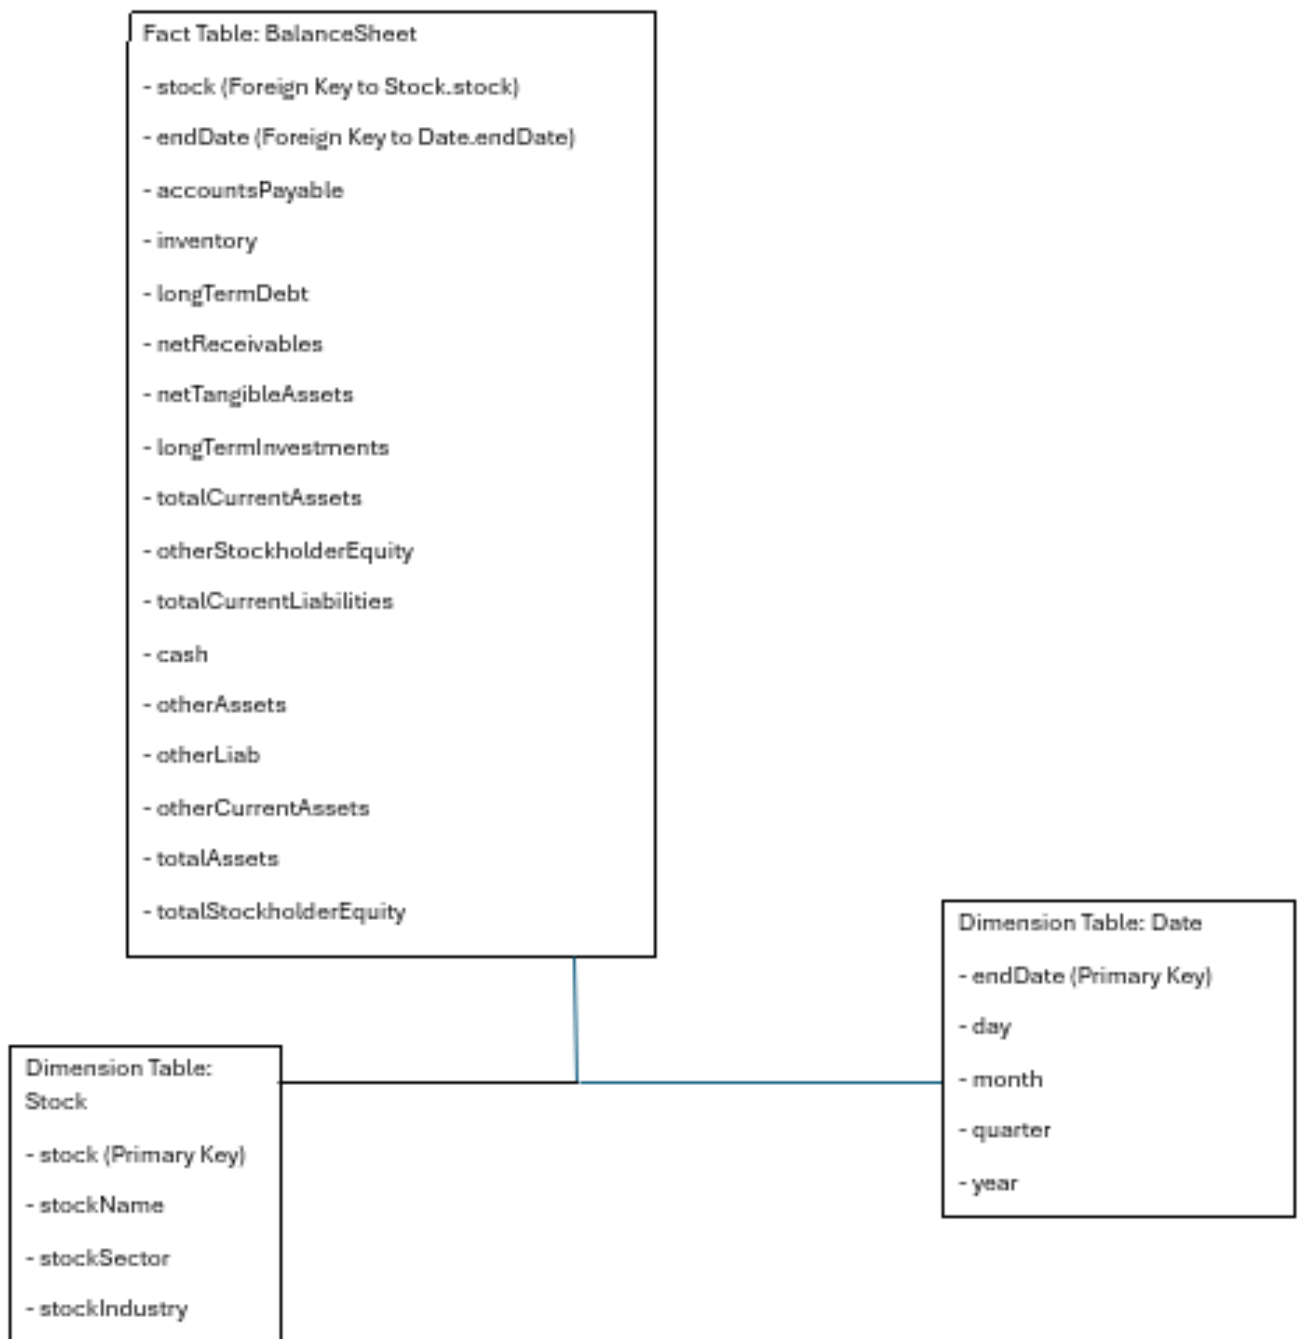 Fact Table: BalanceSheet
- stock (Foreign Key to Stock.stock)
- endDate (Foreign Key to Date.endDate)
- accountsPayable
- inventory
- longTermDebt
- netReceivables
- netTangibleAssets
- longTermInvestments
- totalCurrentAssets
- otherStockholderEquity
- totalCurrentLiabilities
- cash
- otherAssets
- otherLiab
- otherCurrentAssets
- totalAssets
- totalStockholderEquity
Dimension Table: Date
- endDate (Primary Key)
- day
- month
- quarter
- year
Dimension Table:
Stock
- stock (Primary Key)
- stockName
- stockSector
- stockIndustry